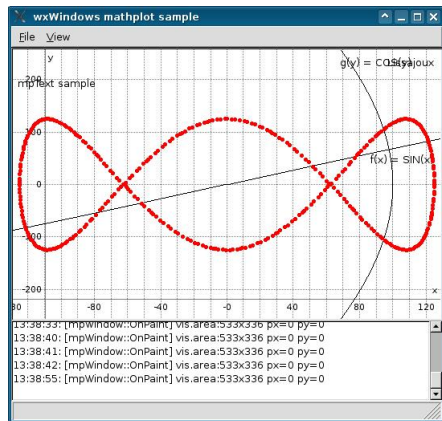 wxWindows mathplot sample
File View
y
g(y) = COS(y)
Lissajoux
200
mpText sample
100
f(x) = SIN(x)
0
-100
-200
x
-80 -40 -0 40 80 120
13:38:33: [mpWindow::OnPaint] vis.area:533x336 px=0 py=0
13:38:40: [mpWindow::OnPaint] vis.area:533x336 px=0 py=0
13:38:41: [mpWindow::OnPaint] vis.area:533x336 px=0 py=0
13:38:42: [mpWindow::OnPaint] vis.area:533x336 px=0 py=0
13:38:55: [mpWindow::OnPaint] vis.area:533x336 px=0 py=0